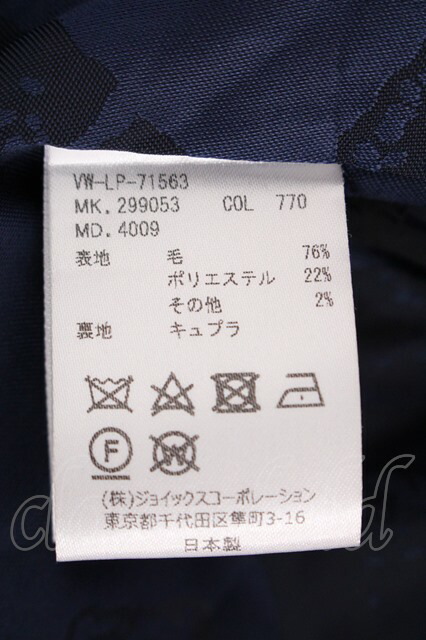 VW-LP-71563
MK. 299053 COL 770
MD. 4009
表地 毛 76%
ポリエステル 22%
その他 2%
裏地 キュプラ
F W
(株)ジョイックスコーポレーション
東京都千代田区隼町3-16
日本製